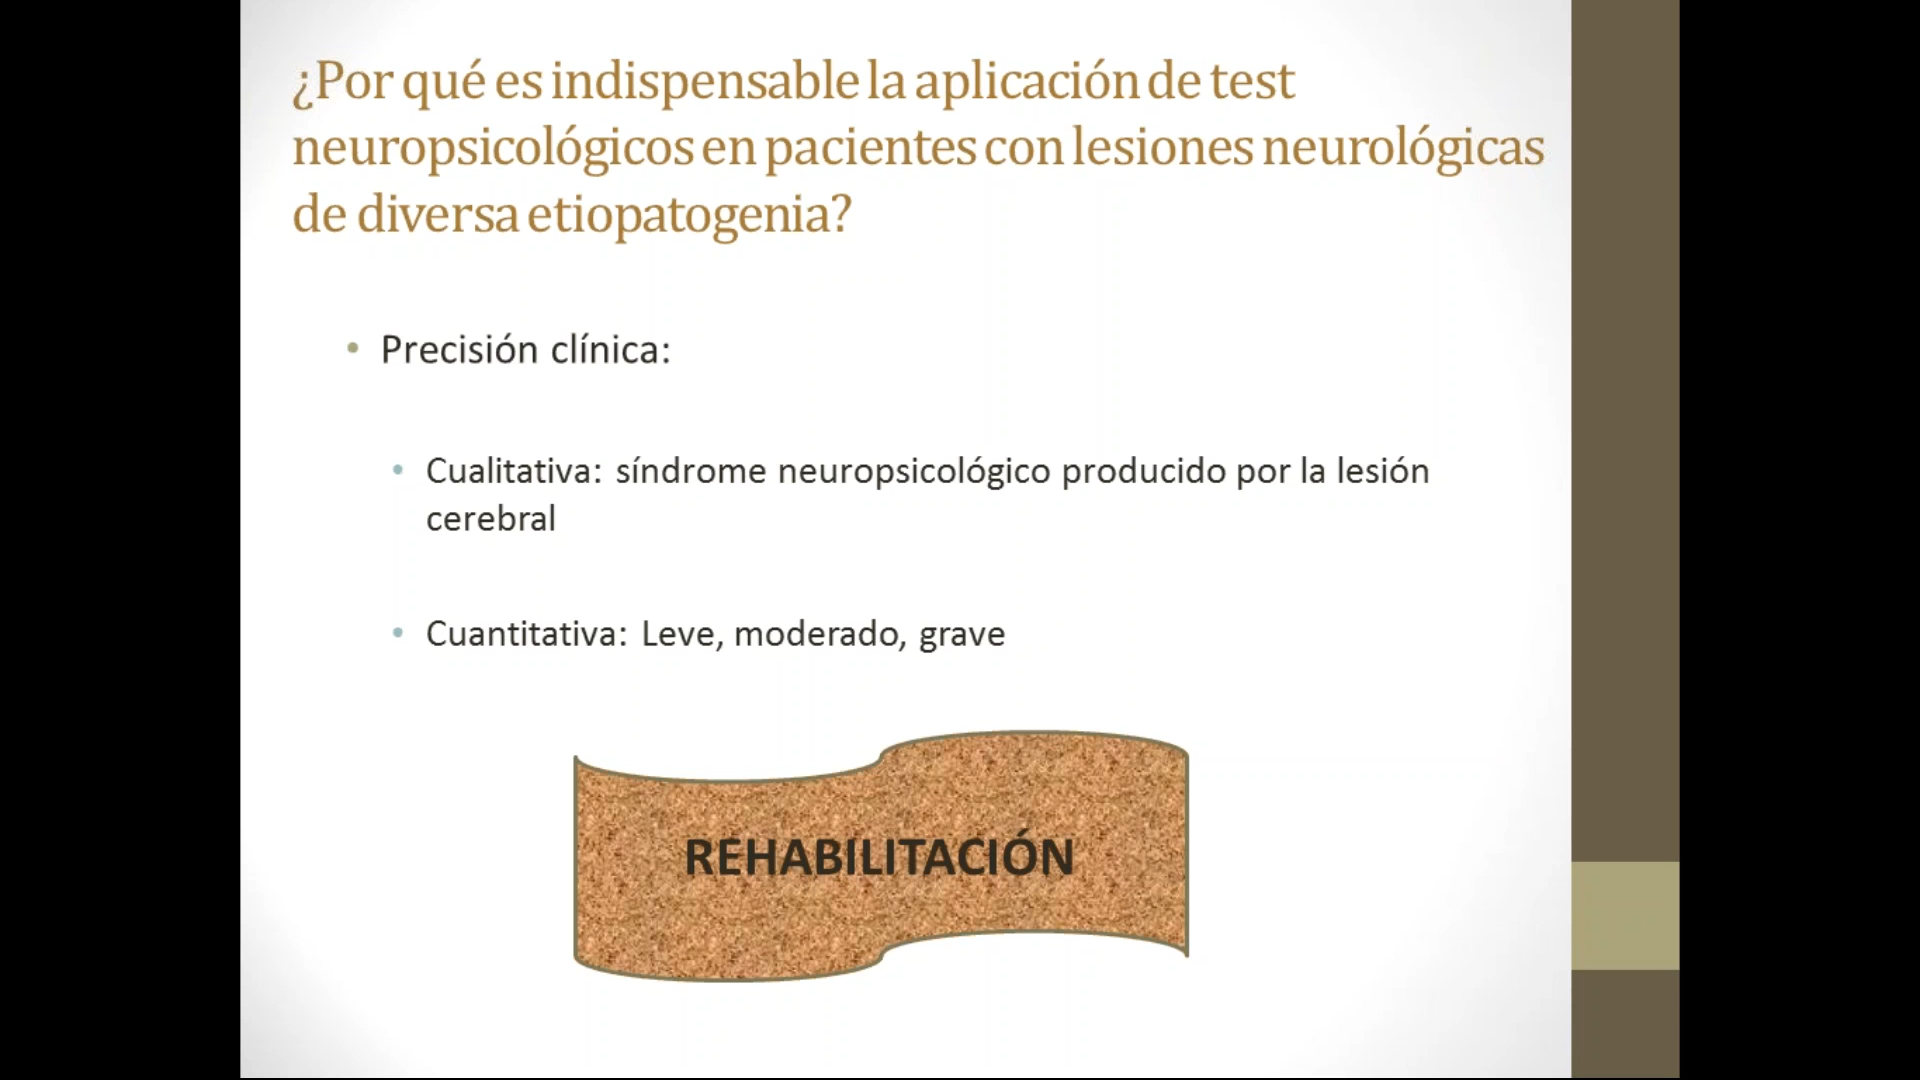 ¿Por qué es indispensable la aplicación de test
neuropsicológicos en pacientes con lesiones neurológicas
de diversa etiopatogenia?
• Precisión clínica:
• Cualitativa: síndrome neuropsicológico producido por la lesión
cerebral
• Cuantitativa: Leve, moderado, grave
REHABILITACIÓN